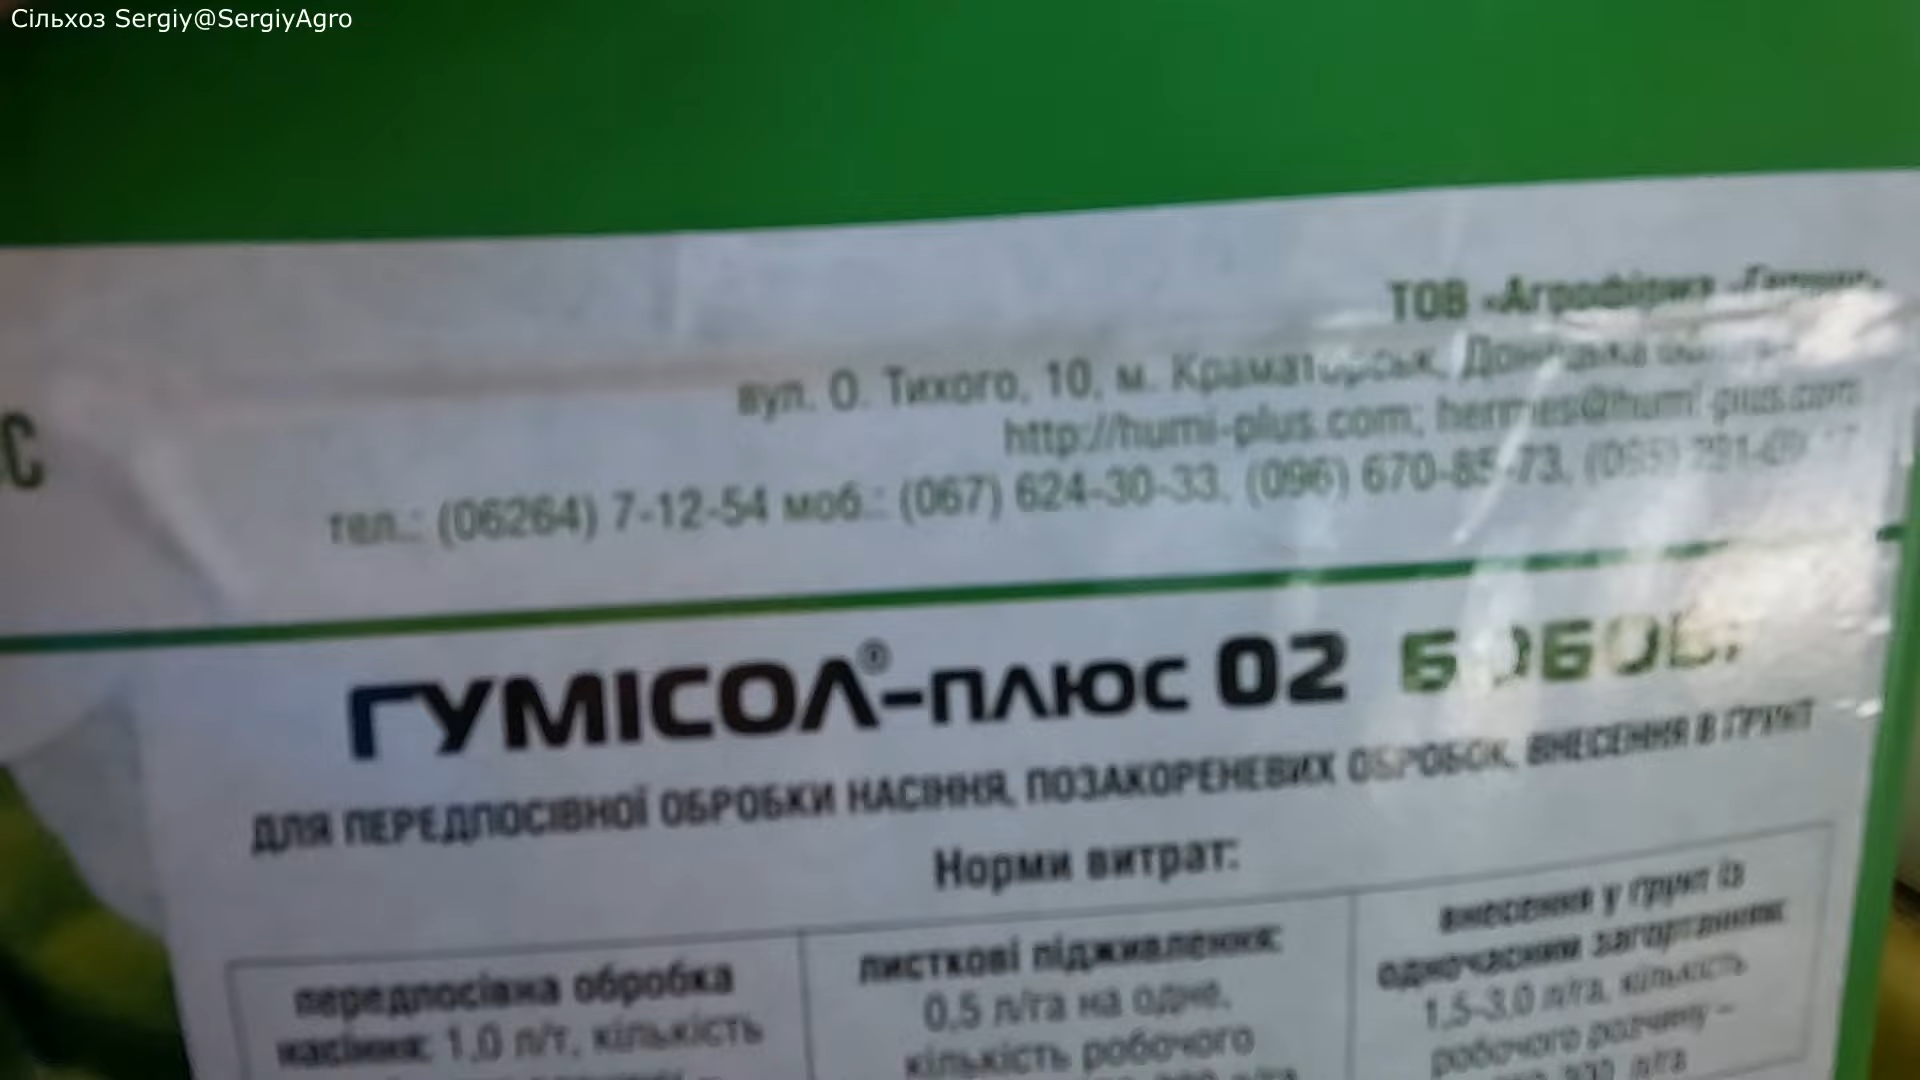 Сільхоз Sergiy@SergiyAgro
ТОВ «Агрофірма
вул. О. Тихого, 10, м. Краматорськ,
http://humi-plus.com; hermes@humi-plus.com
тел.: (06264) 7-12-54 моб.: (067) 624-30-33, (096) 670-85-73,
С
ГУМІСОЛ®-ПЛЮС 02 БОБОВІ
ДЛЯ ПЕРЕДПОСІВНОЇ ОБРОБКИ НАСІННЯ, ПОЗАКОРЕНЕВИХ ОБРОБОК, ВНЕСЕННЯ В ҐРУНТ
Норми витрат:
передпосівна обробка
насіння: 1,0 л/т, кількість
листкові підживлення:
0,5 л/га на одне,
кількість робочого
внесення у ґрунт із
одночасним загортанням:
1,5-3,0 л/га, кількість
робочого розчину –
300 л/га